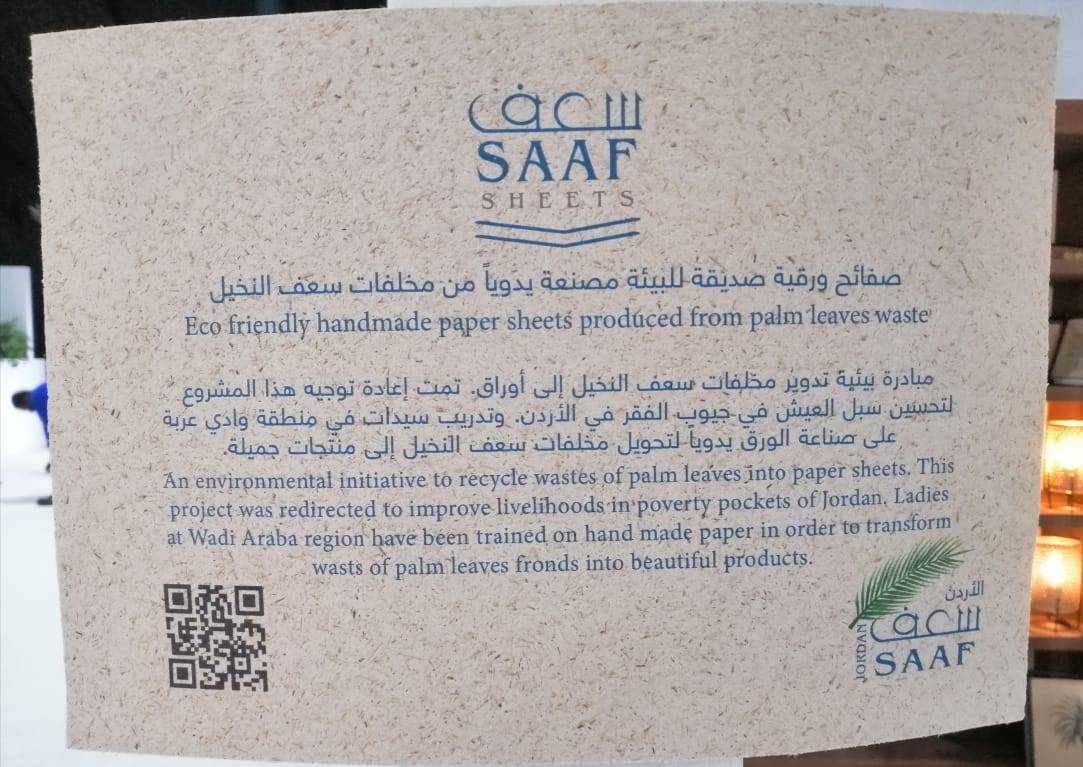 سعف
SAAF
SHEETS
صفائح ورقية صديقة للبيئة مصنعة يدوياً من مخلفات سعف النخيل
Eco friendly handmade paper sheets produced from palm leaves waste
مبادرة بيئية تدوير مخلفات سعف النخيل إلى أوراق. تمت إعادة توجيه هذا المشروع
لتحسين سبل العيش في جيوب الفقر في الأردن. وتدريب سيدات في منطقة وادي عربة
على صناعة الورق يدويا لتحويل مخلفات سعف النخيل إلى منتجات جميلة.
An environmental initiative to recycle wastes of palm leaves into paper sheets. This
project was redirected to improve livelihoods in poverty pockets of Jordan. Ladies
at Wadi Araba region have been trained on hand made paper in order to transform
wasts of palm leaves fronds into beautiful products.
الأردن
سعف
JORDAN
SAAF